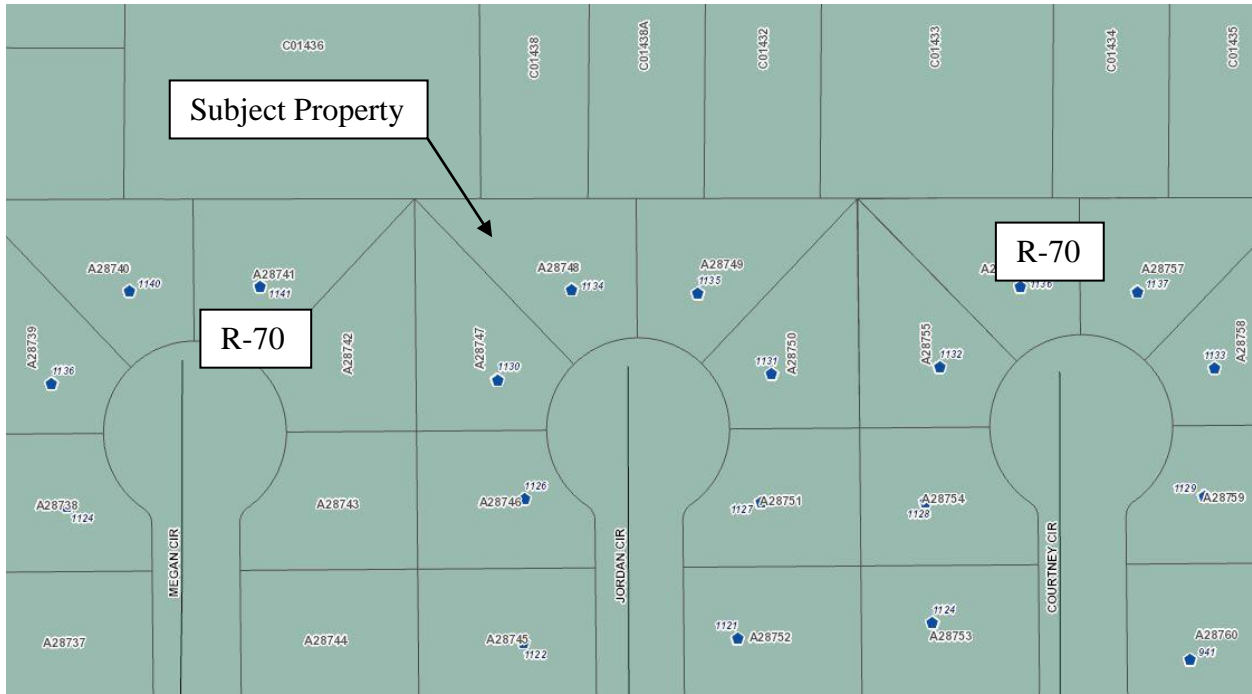 C01436
C01438
C01438A
C01432
C01433
C01434
C01435
Subject Property
R-70
A28740
1140
A28741
1141
A28748
1134
A28749
1135
1136
A28757
1137
R-70
A28739
1136
A28742
A28747
1130
1131
A28750
A28755
1132
1133
A28758
A28738
1124
A28743
A28746
1126
1127
A28751
A28754
1128
1129
A28759
MEGAN CIR
JORDAN CIR
COURTNEY CIR
A28737
A28744
A28745
1122
1121
A28752
1124
A28753
A28760
941